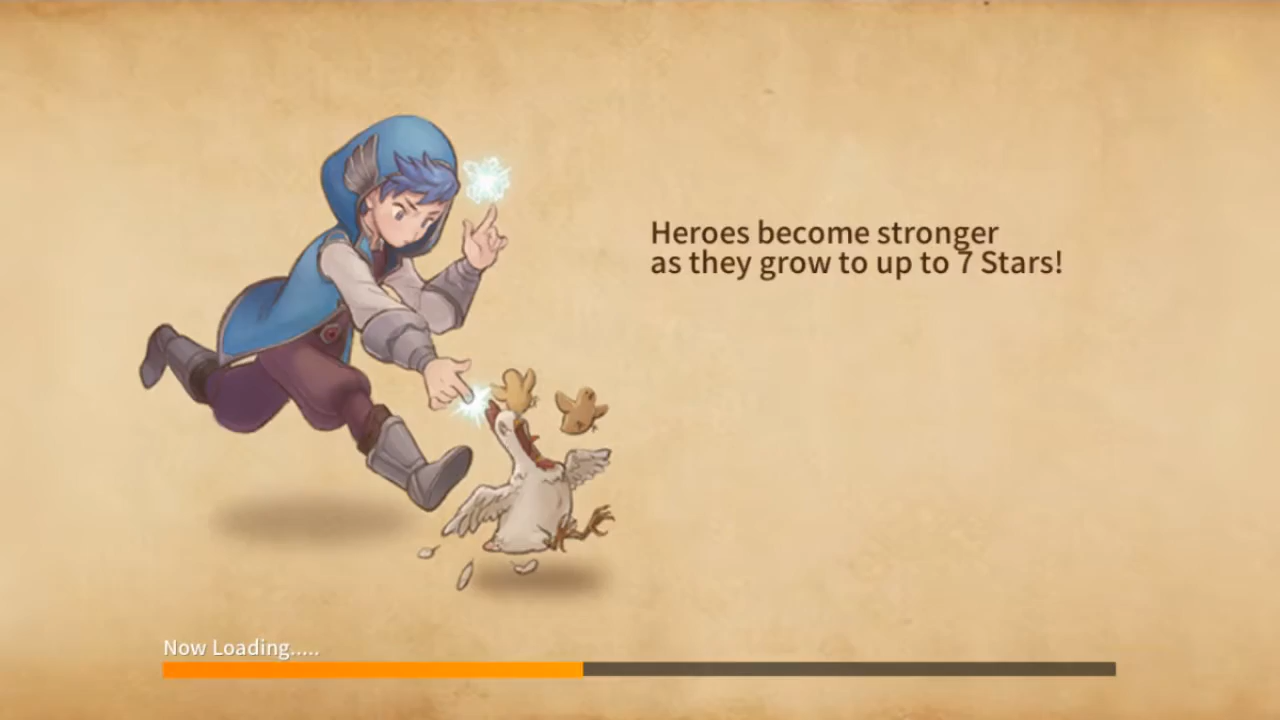 Heroes become stronger
as they grow to up to 7 Stars!
Now Loading.....